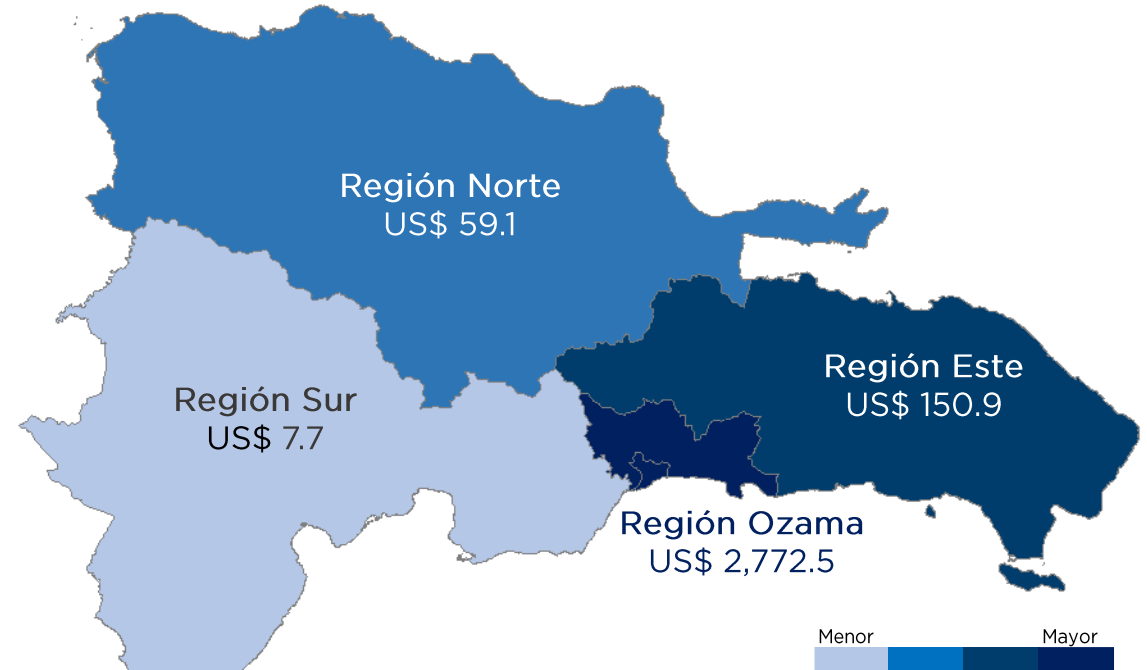 Región Norte
US$ 59.1
Región Este
US$ 150.9
Región Sur
US$ 7.7
Región Ozama
US$ 2,772.5
Menor
Mayor